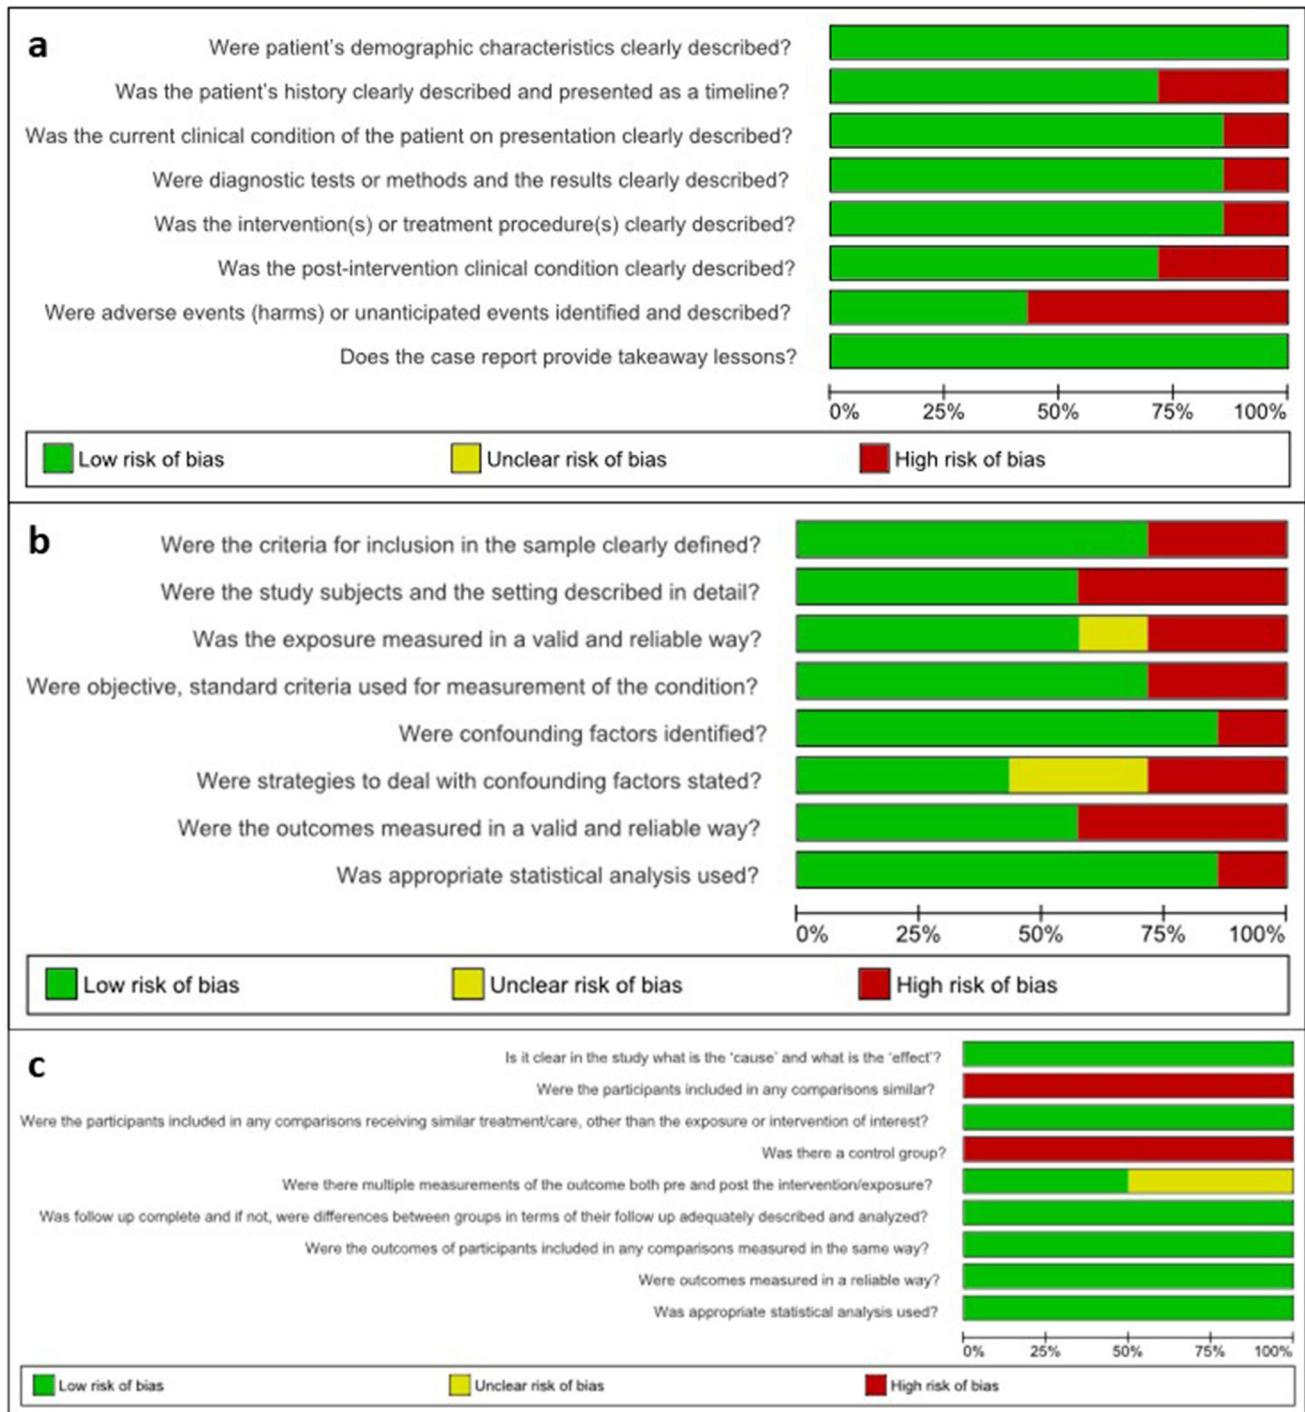 a
Were patient's demographic characteristics clearly described?
Was the patient's history clearly described and presented as a timeline?
Was the current clinical condition of the patient on presentation clearly described?
Were diagnostic tests or methods and the results clearly described?
Was the intervention(s) or treatment procedure(s) clearly described?
Was the post-intervention clinical condition clearly described?
Were adverse events (harms) or unanticipated events identified and described?
Does the case report provide takeaway lessons?
0% 25% 50% 75% 100%
Low risk of bias Unclear risk of bias High risk of bias
b
Were the criteria for inclusion in the sample clearly defined?
Were the study subjects and the setting described in detail?
Was the exposure measured in a valid and reliable way?
Were objective, standard criteria used for measurement of the condition?
Were confounding factors identified?
Were strategies to deal with confounding factors stated?
Were the outcomes measured in a valid and reliable way?
Was appropriate statistical analysis used?
0% 25% 50% 75% 100%
Low risk of bias Unclear risk of bias High risk of bias
c
Is it clear in the study what is the 'cause' and what is the 'effect'?
Were the participants included in any comparisons similar?
Were the participants included in any comparisons receiving similar treatment/care, other than the exposure or intervention of interest?
Was there a control group?
Were there multiple measurements of the outcome both pre and post the intervention/exposure?
Was follow up complete and if not, were differences between groups in terms of their follow up adequately described and analyzed?
Were the outcomes of participants included in any comparisons measured in the same way?
Were outcomes measured in a reliable way?
Was appropriate statistical analysis used?
0% 25% 50% 75% 100%
Low risk of bias Unclear risk of bias High risk of bias